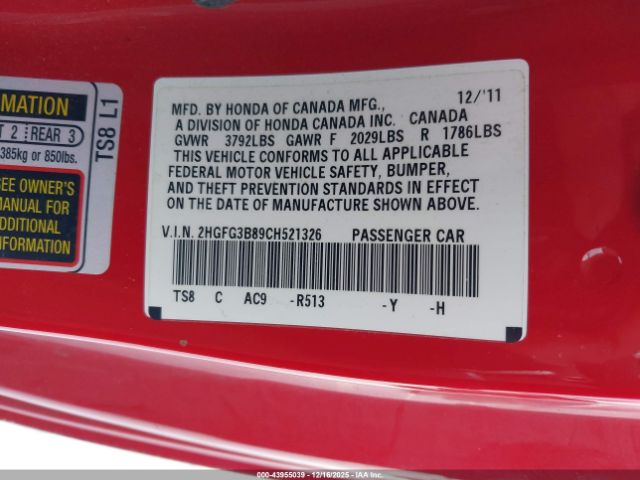 MATION
T 2 REAR 3
385kg or 850lbs.
SEE OWNER'S
MANUAL FOR
ADDITIONAL
INFORMATION
TS8 L1
MFD. BY HONDA OF CANADA MFG., 12/'11
A DIVISION OF HONDA CANADA INC. CANADA
GVWR 3792LBS GAWR F 2029LBS R 1786LBS
THIS VEHICLE CONFORMS TO ALL APPLICABLE
FEDERAL MOTOR VEHICLE SAFETY, BUMPER,
AND THEFT PREVENTION STANDARDS IN EFFECT
ON THE DATE OF MANUFACTURE SHOWN ABOVE.
V.I.N. 2HGFG3B89CH521326 PASSENGER CAR
TS8 C AC9 -R513 -Y -H
000-43955039 - 12/16/2025 - IAA Inc.